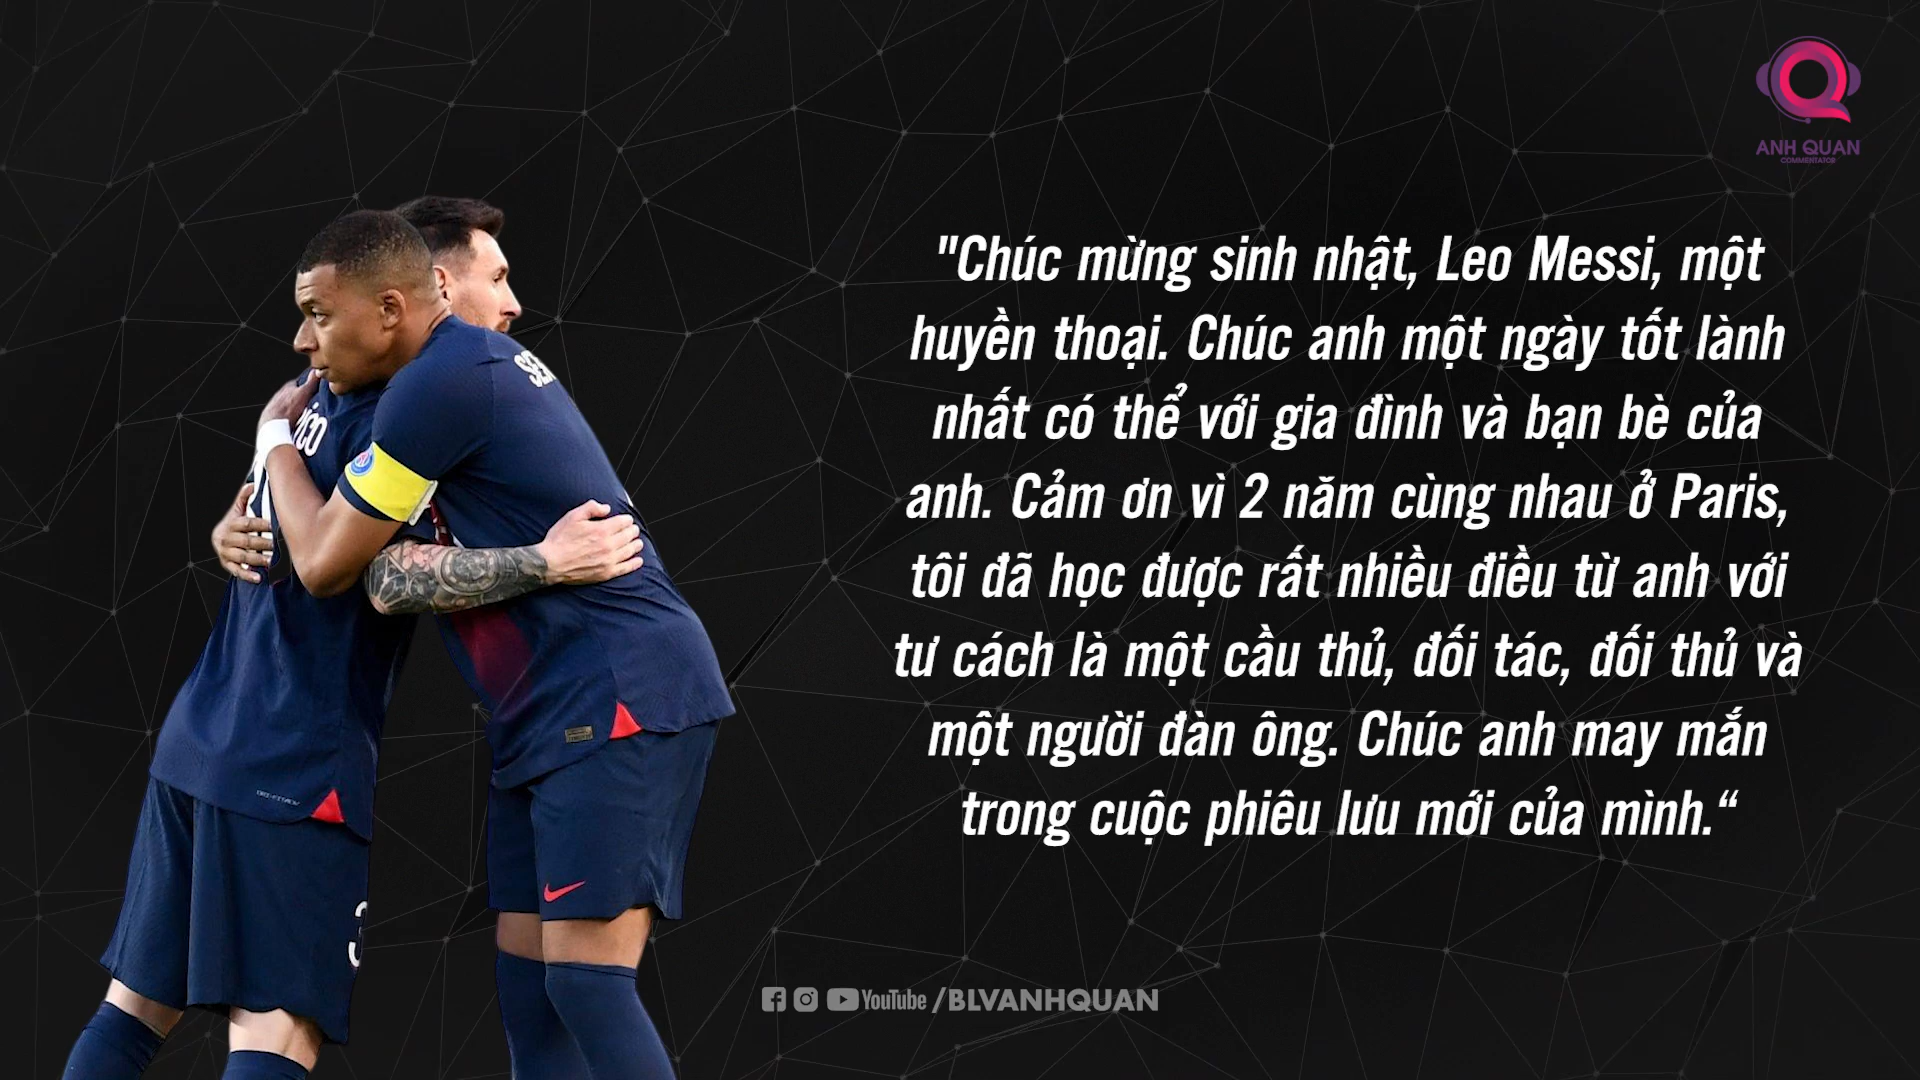 ANH QUAN
COMMENTATOR
"Chúc mừng sinh nhật, Leo Messi, một
huyền thoại. Chúc anh một ngày tốt lành
nhất có thể với gia đình và bạn bè của
anh. Cảm ơn vì 2 năm cùng nhau ở Paris,
tôi đã học được rất nhiều điều từ anh với
tư cách là một cầu thủ, đối tác, đối thủ và
một người đàn ông. Chúc anh may mắn
trong cuộc phiêu lưu mới của mình.“
RICO
SER
3
YouTube /BLVANHQUAN